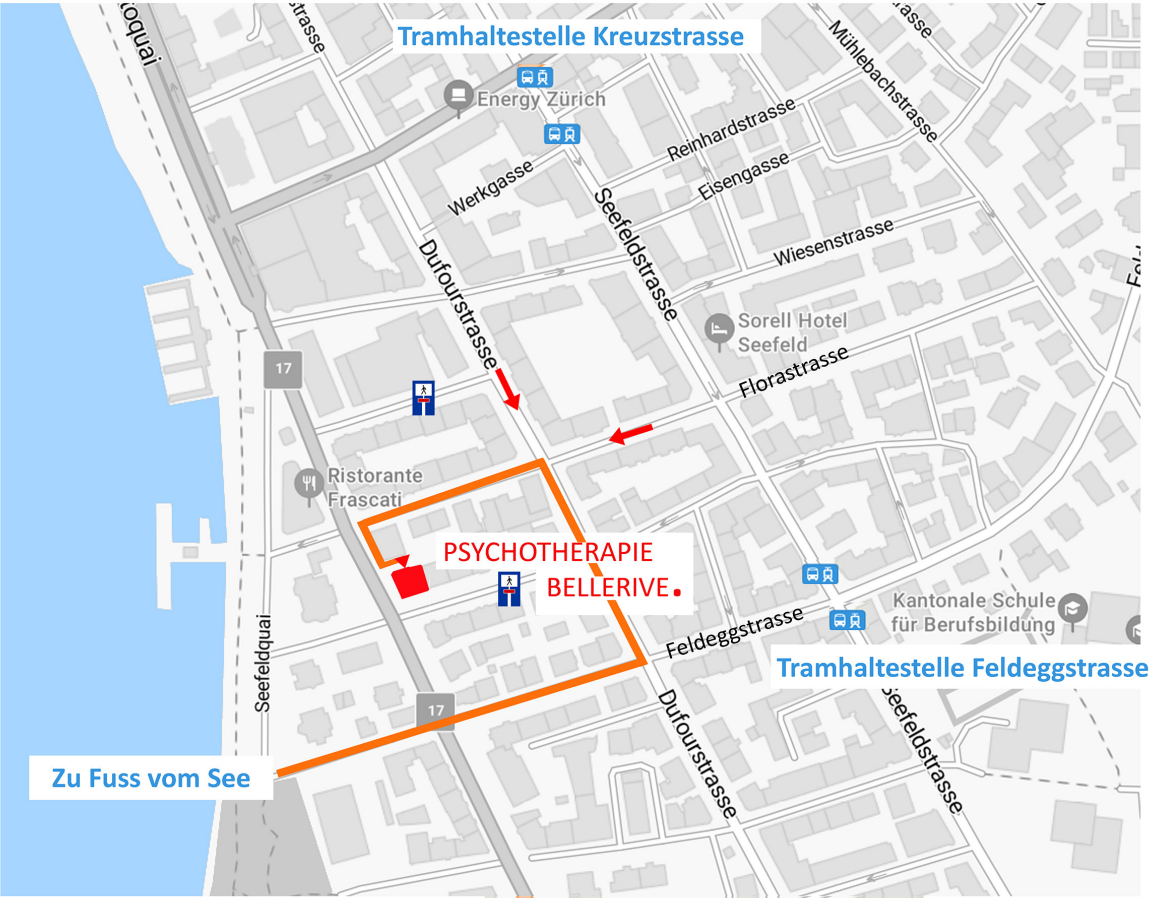 Tramhaltestelle Kreuzstrasse
Energy Zürich
Mühlebachstrasse
Reinhardstrasse
Werkgasse
Eisengasse
Seefeldstrasse
Wiesenstrasse
Dufourstrasse
Sorell Hotel
Seefeld
17
Florastrasse
Ristorante
Frascati
PSYCHOTHERAPIE
BELLERIVE.
Kantonale Schule
für Berufsbildung
Feldeggstrasse
Seefeldquai
Tramhaltestelle Feldeggstrasse
17
Dufourstrasse
Seefeldstrasse
Zu Fuss vom See